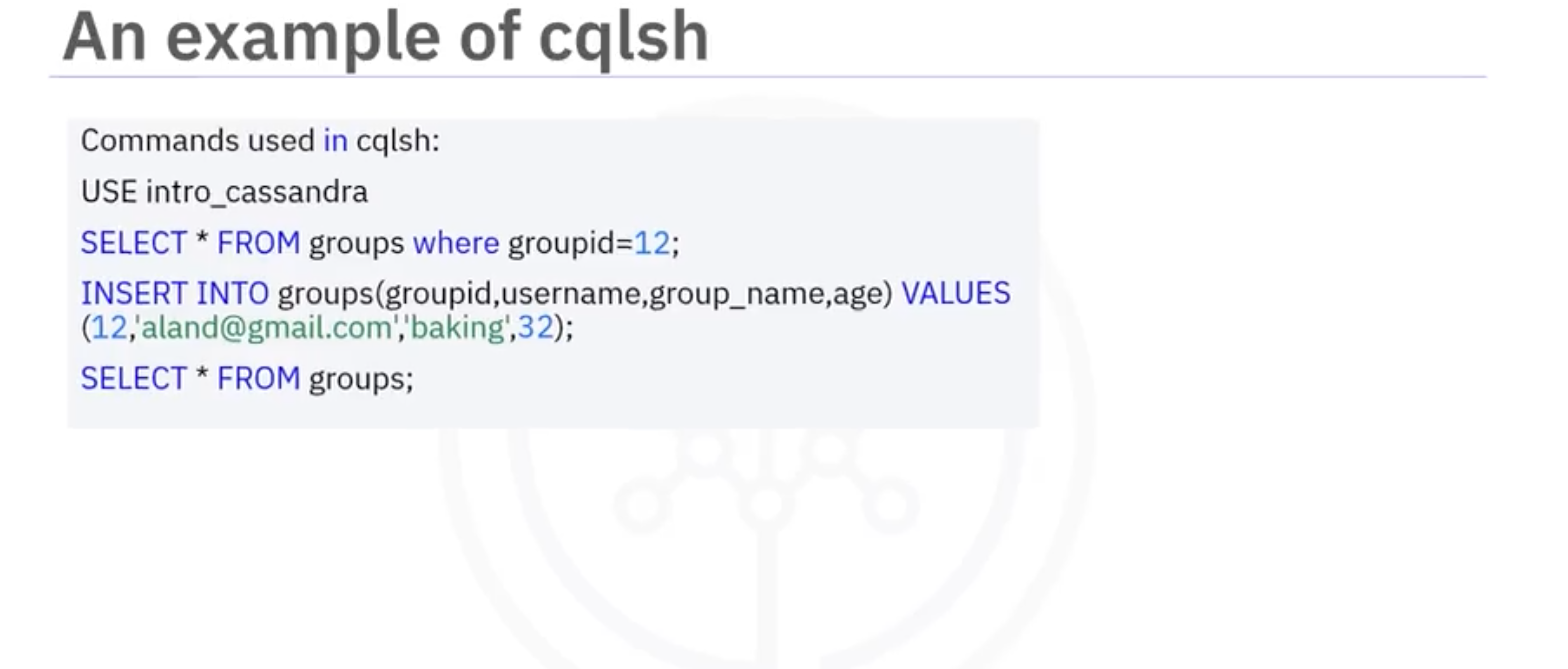 An example of cqlsh
Commands used in cqlsh:
USE intro_cassandra
SELECT * FROM groups where groupid=12;
INSERT INTO groups(groupid,username,group_name,age) VALUES
(12,'aland@gmail.com','baking',32);
SELECT * FROM groups;